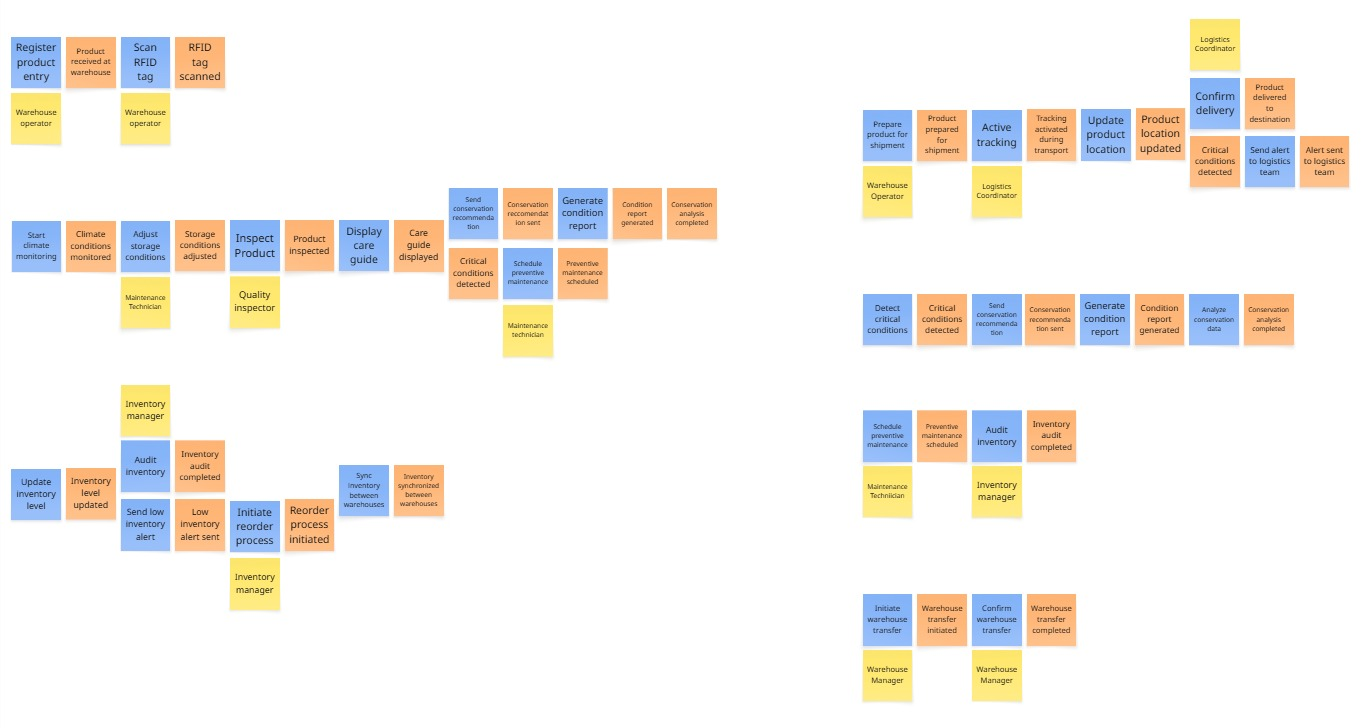 Register
product
entry
Product
received at
warehouse
Scan
RFID
tag
RFID
tag
scanned
Warehouse
operator
Warehouse
operator
Start
climate
monitoring
Climate
conditions
monitored
Adjust
storage
conditions
Storage
conditions
adjusted
Inspect
Product
Product
inspected
Display
care
guide
Care
guide
displayed
Send
conservation
recommenda
tion
Conservation
reccomendat
ion sent
Generate
condition
report
Condition
report
generated
Conservation
analysis
completed
Critical
conditions
detected
Schedule
preventive
maintenance
Preventive
maintenance
scheduled
Maintenance
Technician
Quality
inspector
Maintenance
technician
Inventory
manager
Update
inventory
level
Inventory
level
updated
Audit
inventory
Inventory
audit
completed
Send low
inventory
alert
Low
inventory
alert sent
Initiate
reorder
process
Reorder
process
initiated
Sync
inventory
between
warehouses
Inventory
synchronized
between
warehouses
Inventory
manager
Logistics
Coordinator
Prepare
product for
shipment
Product
prepared
for
shipment
Active
tracking
Tracking
activated
during
transport
Update
product
location
Product
location
updated
Confirm
delivery
Product
delivered
to
destination
Critical
conditions
detected
Send alert
to logistics
team
Alert sent
to logistics
team
Warehouse
Operator
Logistics
Coordinator
Detect
critical
conditions
Critical
conditions
detected
Send
conservation
recommenda
tion
Conservation
recommenda
tion sent
Generate
condition
report
Condition
report
generated
Analyze
conservation
data
Conservation
analysis
completed
Schedule
preventive
maintenance
Preventive
maintenance
scheduled
Audit
inventory
Inventory
audit
completed
Maintenance
Techniician
Inventory
manager
Initiate
warehouse
transfer
Warehouse
transfer
initiated
Confirm
warehouse
transfer
Warehouse
transfer
completed
Warehouse
Manager
Warehouse
Manager